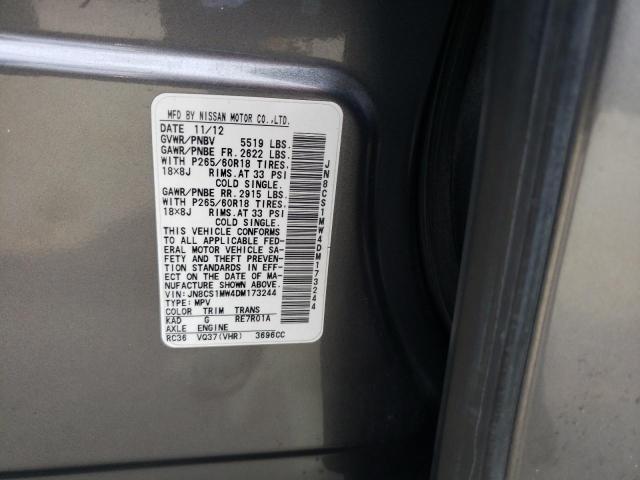 MFD BY NISSAN MOTOR CO.,LTD.
DATE 11/12
GVWR/PNBV 5519 LBS.
GAWR/PNBE FR. 2622 LBS.
WITH P265/60R18 TIRES.
18X8J RIMS.AT 33 PSI
COLD SINGLE.
GAWR/PNBE RR. 2915 LBS.
WITH P265/60R18 TIRES.
18X8J RIMS.AT 33 PSI
COLD SINGLE.
THIS VEHICLE CONFORMS
TO ALL APPLICABLE FED-
ERAL MOTOR VEHICLE SA-
FETY AND THEFT PREVEN-
TION STANDARDS IN EFF-
ECT ON THE DATE OF MA-
NUFACTURE SHOWN ABOVE.
VIN: JN8CS1MW4DM173244
TYPE: MPV
COLOR TRIM TRANS
KAD G RE7R01A
AXLE ENGINE
RC36 VQ37(VHR) 3696CC
JN8CS1MW4DM173244